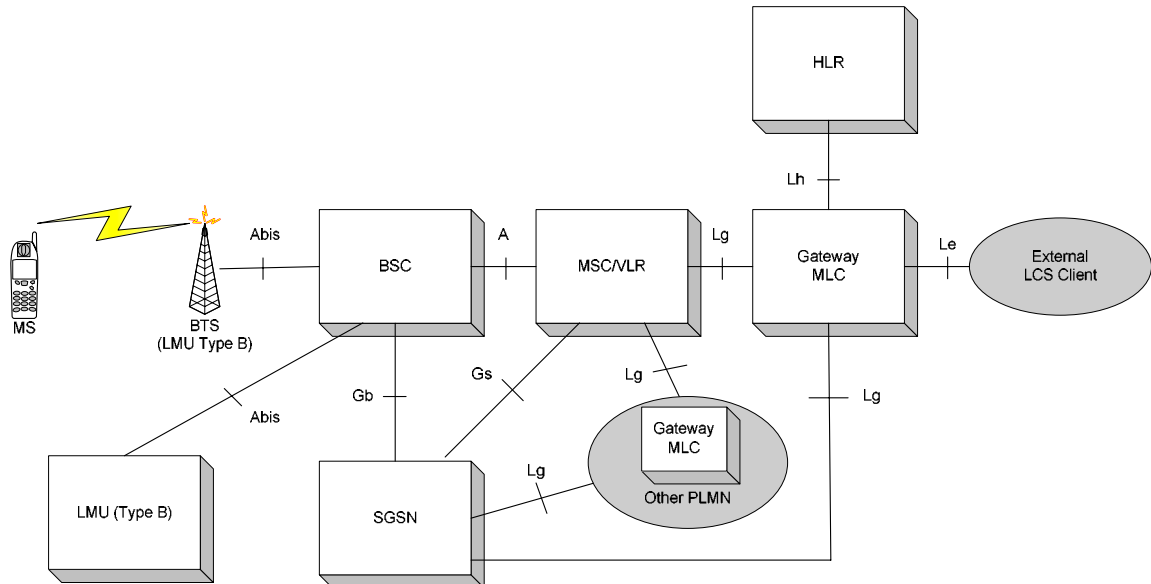 HLR
Lh
Abis
A
Lg
Le
BSC
MSC/VLR
Gateway
MLC
External
LCS Client
MS
BTS
(LMU Type B)
Gs
Lg
Gb
Lg
Abis
Gateway
MLC
Lg
Other PLMN
LMU (Type B)
SGSN